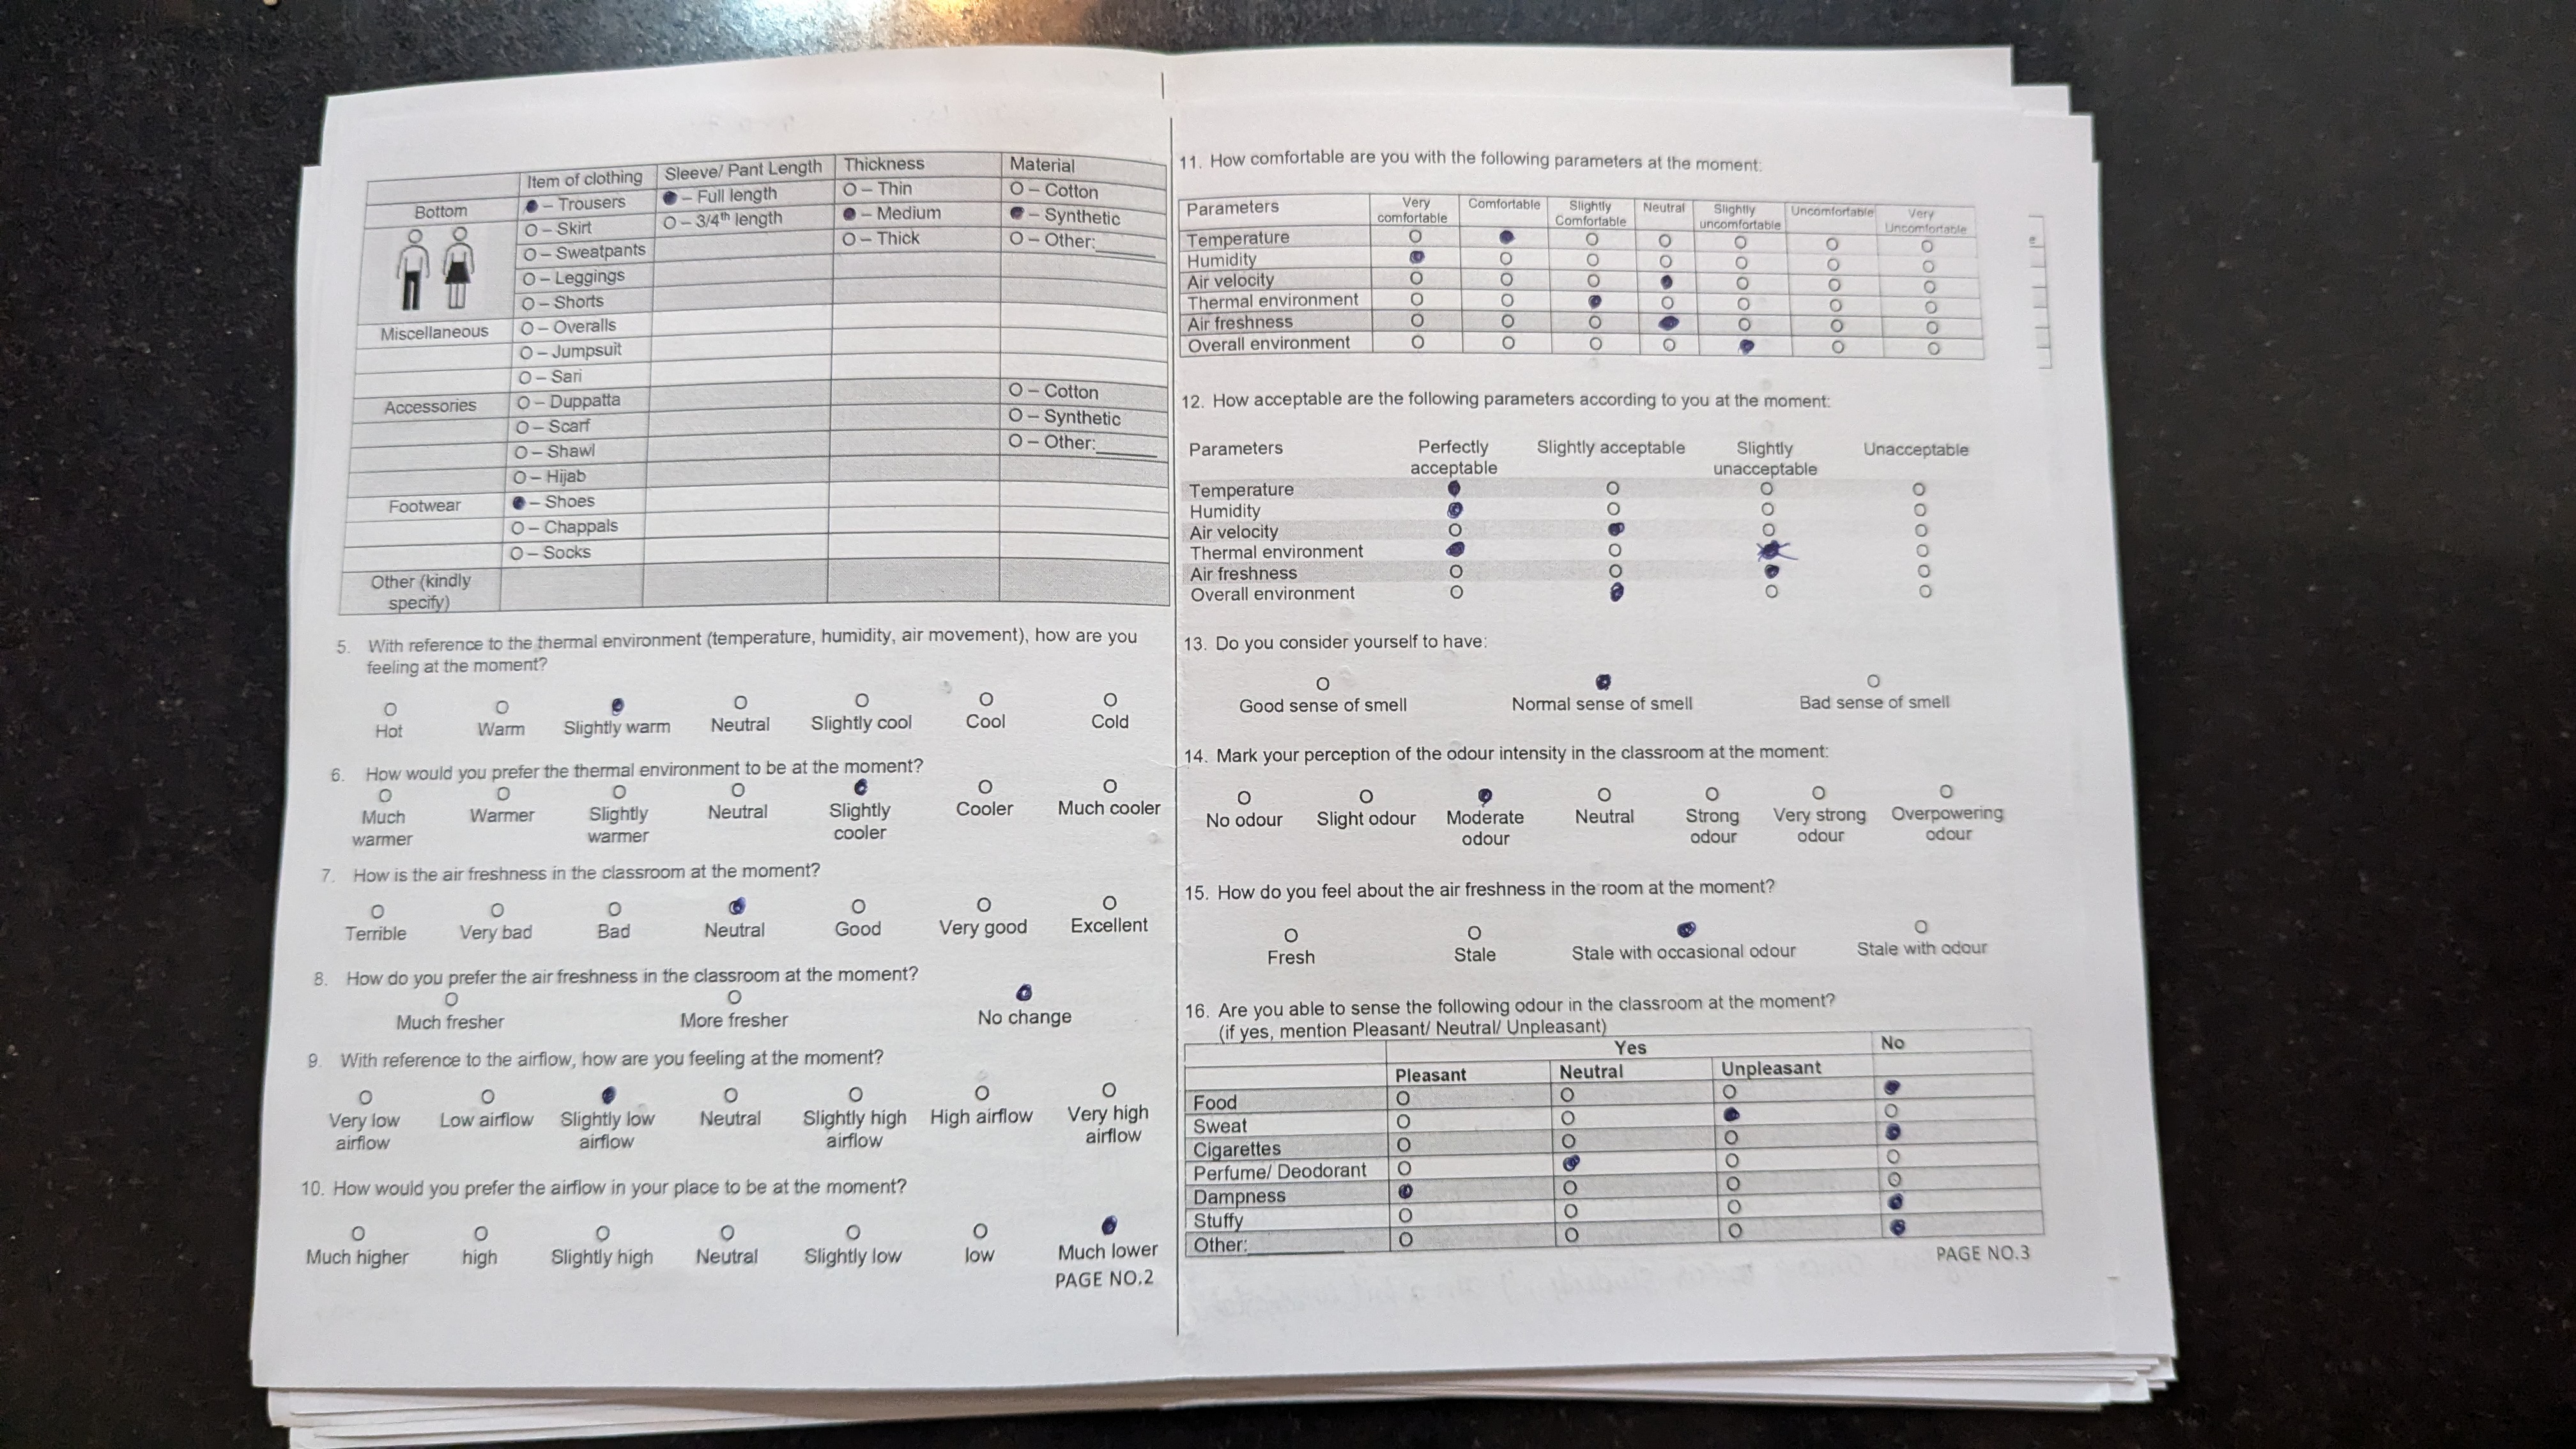 Item of clothing Sleeve/ Pant Length Thickness Material
Bottom
O – Trousers
O – Skirt
O – Sweatpants
O – Leggings
O – Shorts
O – Full length
O – 3/4th length
O – Thin
O – Medium
O – Thick
O – Cotton
O – Synthetic
O – Other:______
Miscellaneous
O – Overalls
O – Jumpsuit
O – Sari
Accessories
O – Duppatta
O – Scarf
O – Shawl
O – Hijab
O – Cotton
O – Synthetic
O – Other:______
Footwear
O – Shoes
O – Chappals
O – Socks
Other (kindly
specify)
5. With reference to the thermal environment (temperature, humidity, air movement), how are you
feeling at the moment?
O O O O O O O
Hot Warm Slightly warm Neutral Slightly cool Cool Cold
6. How would you prefer the thermal environment to be at the moment?
O O O O O O O
Much Warmer Slightly Neutral Slightly Cooler Much cooler
warmer warmer cooler
7. How is the air freshness in the classroom at the moment?
O O O O O O O
Terrible Very bad Bad Neutral Good Very good Excellent
8. How do you prefer the air freshness in the classroom at the moment?
O O O
Much fresher More fresher No change
9. With reference to the airflow, how are you feeling at the moment?
O O O O O O O
Very low Low airflow Slightly low Neutral Slightly high High airflow Very high
airflow airflow airflow airflow
10. How would you prefer the airflow in your place to be at the moment?
O O O O O O O
Much higher high Slightly high Neutral Slightly low low Much lower
PAGE NO.2
11. How comfortable are you with the following parameters at the moment:
Parameters Very Comfortable Slightly Neutral Slightly Uncomfortable Very
comfortable Comfortable uncomfortable Uncomfortable
Temperature O O O O O O O
Humidity O O O O O O O
Air velocity O O O O O O O
Thermal environment O O O O O O O
Air freshness O O O O O O O
Overall environment O O O O O O O
12. How acceptable are the following parameters according to you at the moment:
Parameters Perfectly Slightly acceptable Slightly Unacceptable
acceptable unacceptable
Temperature O O O O
Humidity O O O O
Air velocity O O O O
Thermal environment O O O O
Air freshness O O O O
Overall environment O O O O
13. Do you consider yourself to have:
O O O
Good sense of smell Normal sense of smell Bad sense of smell
14. Mark your perception of the odour intensity in the classroom at the moment:
O O O O O O O
No odour Slight odour Moderate Neutral Strong Very strong Overpowering
odour odour odour odour
15. How do you feel about the air freshness in the room at the moment?
O O O O
Fresh Stale Stale with occasional odour Stale with odour
16. Are you able to sense the following odour in the classroom at the moment?
(if yes, mention Pleasant/ Neutral/ Unpleasant)
Yes No
Pleasant Neutral Unpleasant
Food O O O O
Sweat O O O O
Cigarettes O O O O
Perfume/ Deodorant O O O O
Dampness O O O O
Stuffy O O O O
Other:________ O O O O
PAGE NO.3